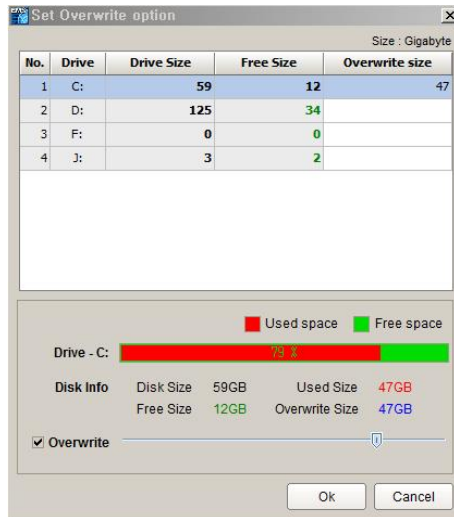 Set Overwrite option
Size : Gigabyte
No. Drive Drive Size Free Size Overwrite size
1 C: 59 12 47
2 D: 125 34
3 F: 0 0
4 J: 3 2
Used space Free space
Drive - C: 79 %
Disk Info Disk Size 59GB Used Size 47GB
Free Size 12GB Overwrite Size 47GB
Overwrite
Ok Cancel